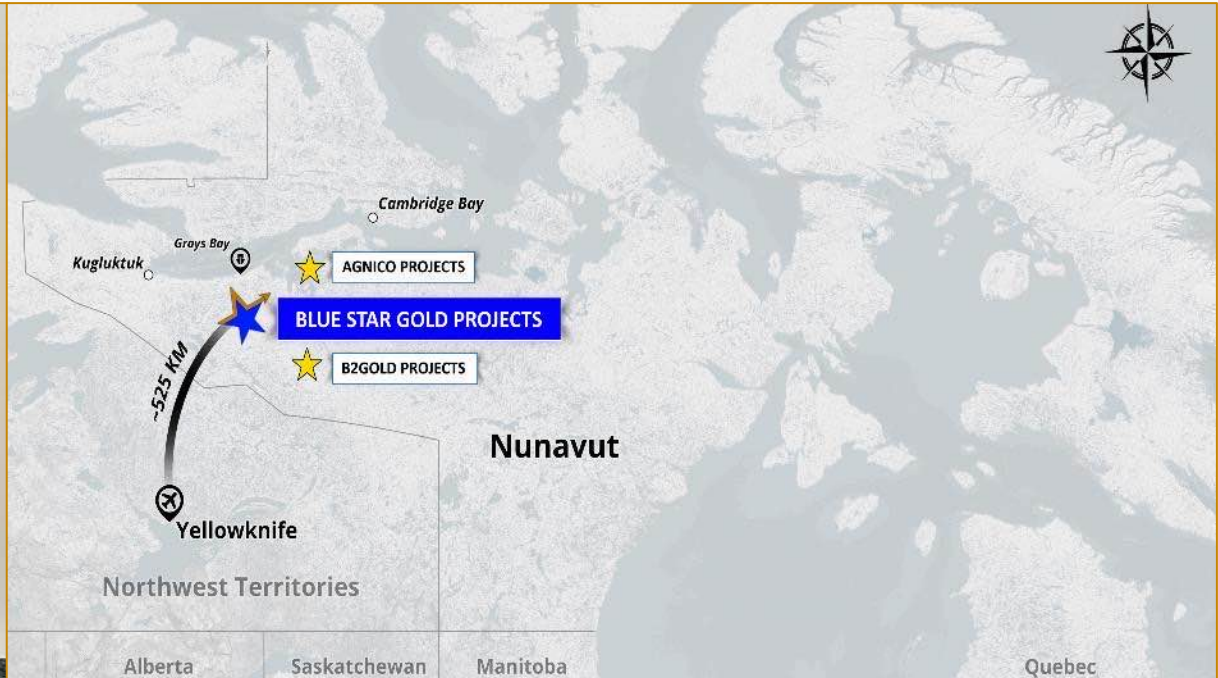 Cambridge Bay
Grays Bay
Kugluktuk
AGNICO PROJECTS
BLUE STAR GOLD PROJECTS
B2GOLD PROJECTS
~525 KM
Nunavut
Yellowknife
Northwest Territories
Alberta
Saskatchewan
Manitoba
Quebec